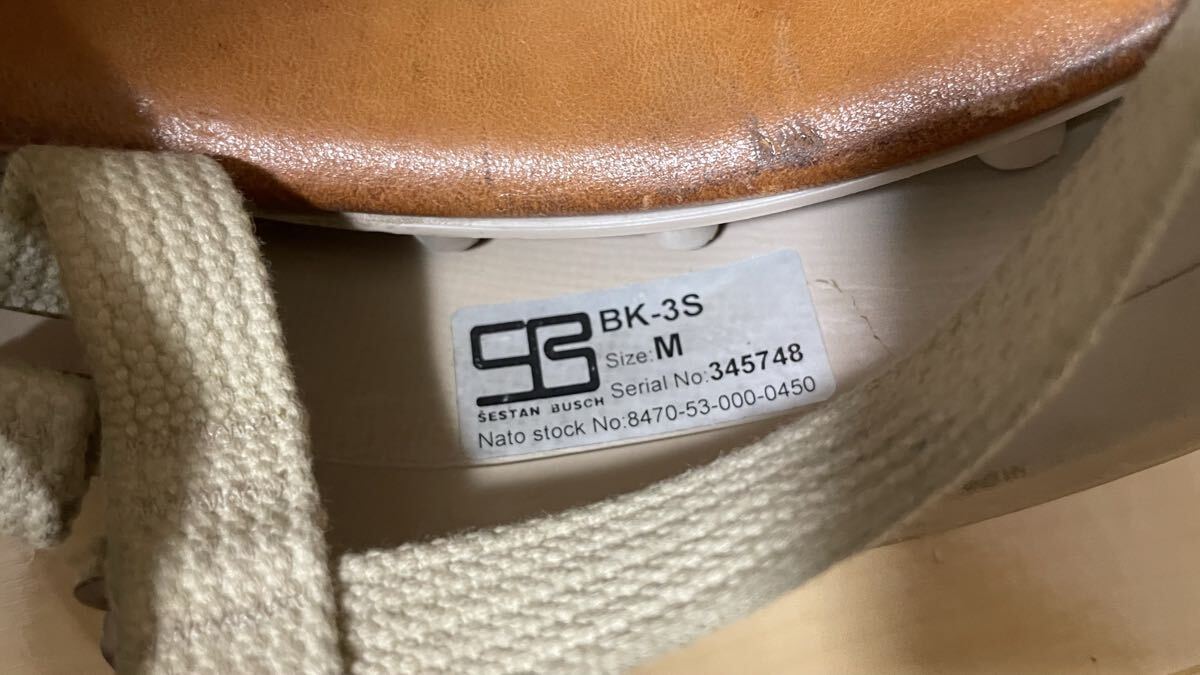 BK-3S
Size:M
Serial No:345748
ŠESTAN BUSCH
Nato stock No:8470-53-000-0450